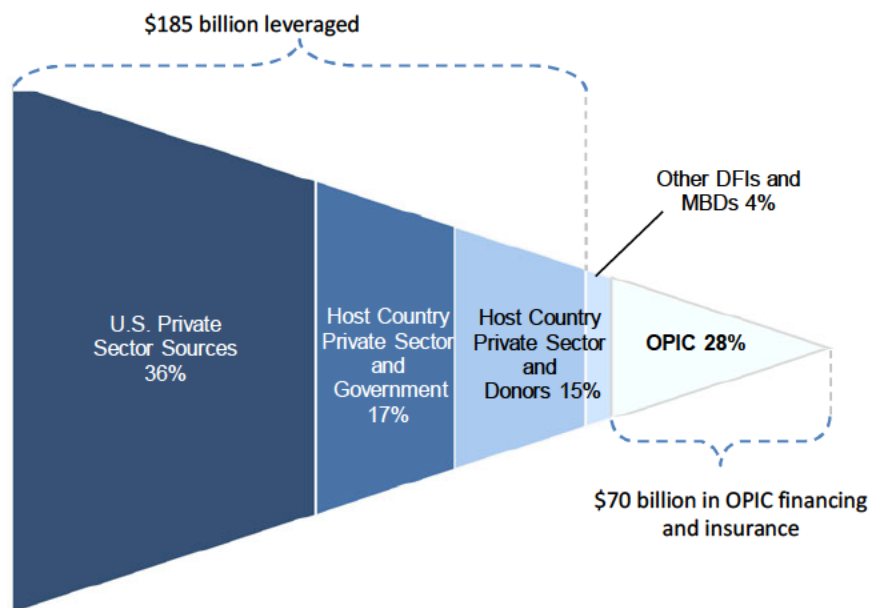 $185 billion leveraged
Other DFIs and
MBDs 4%
U.S. Private
Sector Sources
36%
Host Country
Private Sector
and
Government
17%
Host Country
Private Sector
and
Donors 15%
OPIC 28%
$70 billion in OPIC financing
and insurance